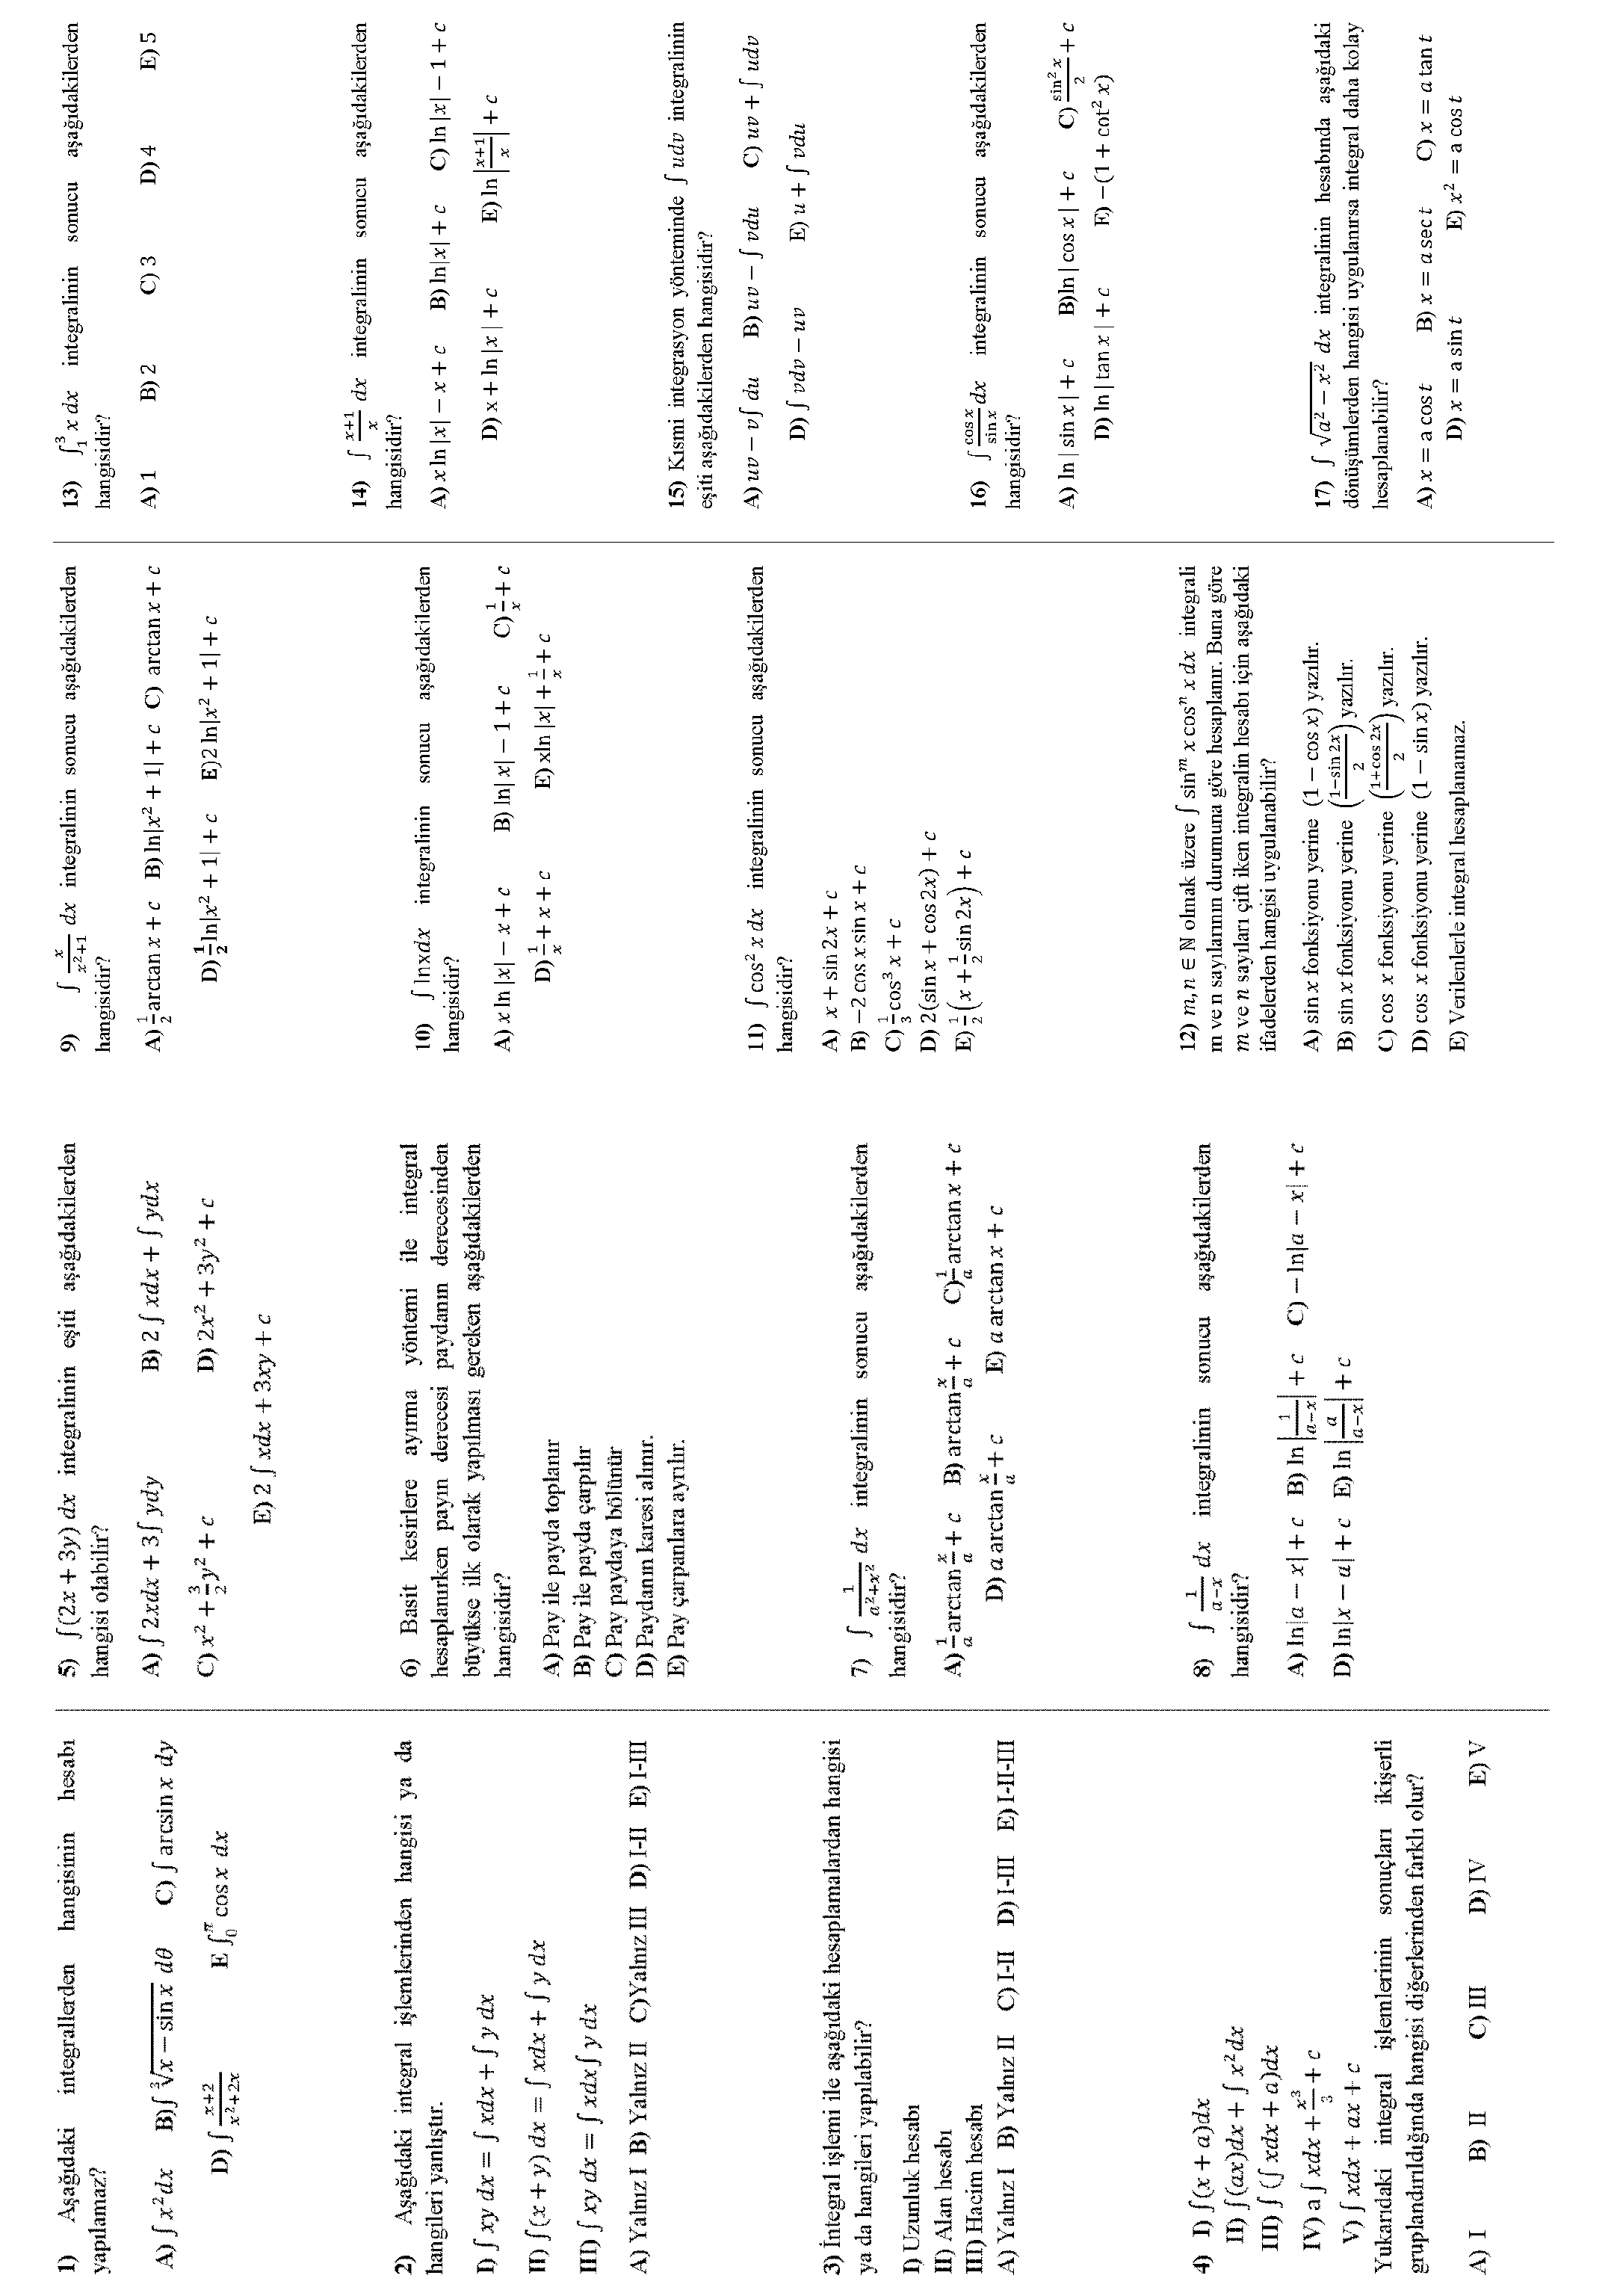 1) Aşağıdaki integrallerden hangisinin hesabı
yapılamaz?
A) ∫ x² dx B)∫ ∛(x − sin x) dθ C) ∫ arcsin x dy
D) ∫ (x+2)/(x²+2x) E ∫₀^π cos x dx
2) Aşağıdaki integral işlemlerinden hangisi ya da
hangileri yanlıştır.
I) ∫ xy dx = ∫ xdx + ∫ y dx
II) ∫(x + y) dx = ∫ xdx + ∫ y dx
III) ∫ xy dx = ∫ xdx ∫ y dx
A) Yalnız I B) Yalnız II C)Yalnız III D) I-II E) I-III
3) İntegral işlemi ile aşağıdaki hesaplamalardan hangisi
ya da hangileri yapılabilir?
I) Uzunluk hesabı
II) Alan hesabı
III) Hacim hesabı
A) Yalnız I B) Yalnız II C) I-II D) I-III E) I-II-III
4) I) ∫(x + a)dx
II) ∫(ax)dx + ∫ x² dx
III) ∫(∫ xdx + a)dx
IV) a ∫ xdx + x³/3 + c
V) ∫ xdx + ax + c
Yukarıdaki integral işlemlerinin sonuçları ikişerli
gruplandırıldığında hangisi diğerlerinden farklı olur?
A) I B) II C) III D) IV E) V
5) ∫(2x + 3y) dx integralinin eşiti aşağıdakilerden
hangisi olabilir?
A) ∫ 2xdx + 3∫ ydy B) 2 ∫ xdx + ∫ ydx
C) x² + 3/2 y² + c D) 2x² + 3y² + c
E) 2 ∫ xdx + 3xy + c
6) Basit kesirlere ayırma yöntemi ile integral
hesaplanırken payın derecesi paydanın derecesinden
büyükse ilk olarak yapılması gereken aşağıdakilerden
hangisidir?
A) Pay ile payda toplanır
B) Pay ile payda çarpılır
C) Pay paydaya bölünür
D) Paydanın karesi alınır.
E) Pay çarpanlara ayrılır.
7) ∫ 1/(a²+x²) dx integralinin sonucu aşağıdakilerden
hangisidir?
A) 1/a arctan x/a + c B) arctan x/a + c C) 1/a arctan x + c
D) a arctan x/a + c E) a arctan x + c
8) ∫ 1/(a−x) dx integralinin sonucu aşağıdakilerden
hangisidir?
A) ln|a − x| + c B) ln |1/(a−x)| + c C) − ln|a − x| + c
D) ln|x − a| + c E) ln |a/(a−x)| + c
9) ∫ x/(x²+1) dx integralinin sonucu aşağıdakilerden
hangisidir?
A) 1/2 arctan x + c B) ln|x² + 1| + c C) arctan x + c
D) 1/2 ln|x² + 1| + c E)2 ln|x² + 1| + c
10) ∫ lnxdx integralinin sonucu aşağıdakilerden
hangisidir?
A) x ln |x| − x + c B) ln|x| − 1 + c C) 1/x + c
D) 1/x + x + c E) xln |x| + 1/x + c
11) ∫ cos² x dx integralinin sonucu aşağıdakilerden
hangisidir?
A) x + sin 2x + c
B) −2 cos x sin x + c
C) 1/3 cos³ x + c
D) 2(sin x + cos 2x) + c
E) 1/2 (x + 1/2 sin 2x) + c
12) m, n ∈ ℕ olmak üzere ∫ sinᵐ x cosⁿ x dx integrali
m ve n sayılarının durumuna göre hesaplanır. Buna göre
m ve n sayıları çift iken integralin hesabı için aşağıdaki
ifadelerden hangisi uygulanabilir?
A) sin x fonksiyonu yerine (1 − cos x) yazılır.
B) sin x fonksiyonu yerine ((1−sin 2x)/2) yazılır.
C) cos x fonksiyonu yerine ((1+cos 2x)/2) yazılır.
D) cos x fonksiyonu yerine (1 − sin x) yazılır.
E) Verilenlerle integral hesaplanamaz.
13) ∫₁³ x dx integralinin sonucu aşağıdakilerden
hangisidir?
A) 1 B) 2 C) 3 D) 4 E) 5
14) ∫ (x+1)/x dx integralinin sonucu aşağıdakilerden
hangisidir?
A) x ln |x| − x + c B) ln|x| + c C) ln |x| − 1 + c
D) x + ln |x| + c E) ln |(x+1)/x| + c
15) Kısmi integrasyon yönteminde ∫ udv integralinin
eşiti aşağıdakilerden hangisidir?
A) uv − v∫ du B) uv − ∫ vdu C) uv + ∫ udv
D) ∫ vdv − uv E) u + ∫ vdu
16) ∫ cos x/sin x dx integralinin sonucu aşağıdakilerden
hangisidir?
A) ln | sin x| + c B)ln | cos x| + c C) sin² x/2 + c
D) ln | tan x| + c E) −(1 + cot² x)
17) ∫ √(a² − x²) dx integralinin hesabında aşağıdaki
dönüşümlerden hangisi uygulanırsa integral daha kolay
hesaplanabilir?
A) x = a cos t B) x = a sec t C) x = a tan t
D) x = a sin t E) x² = a cos t